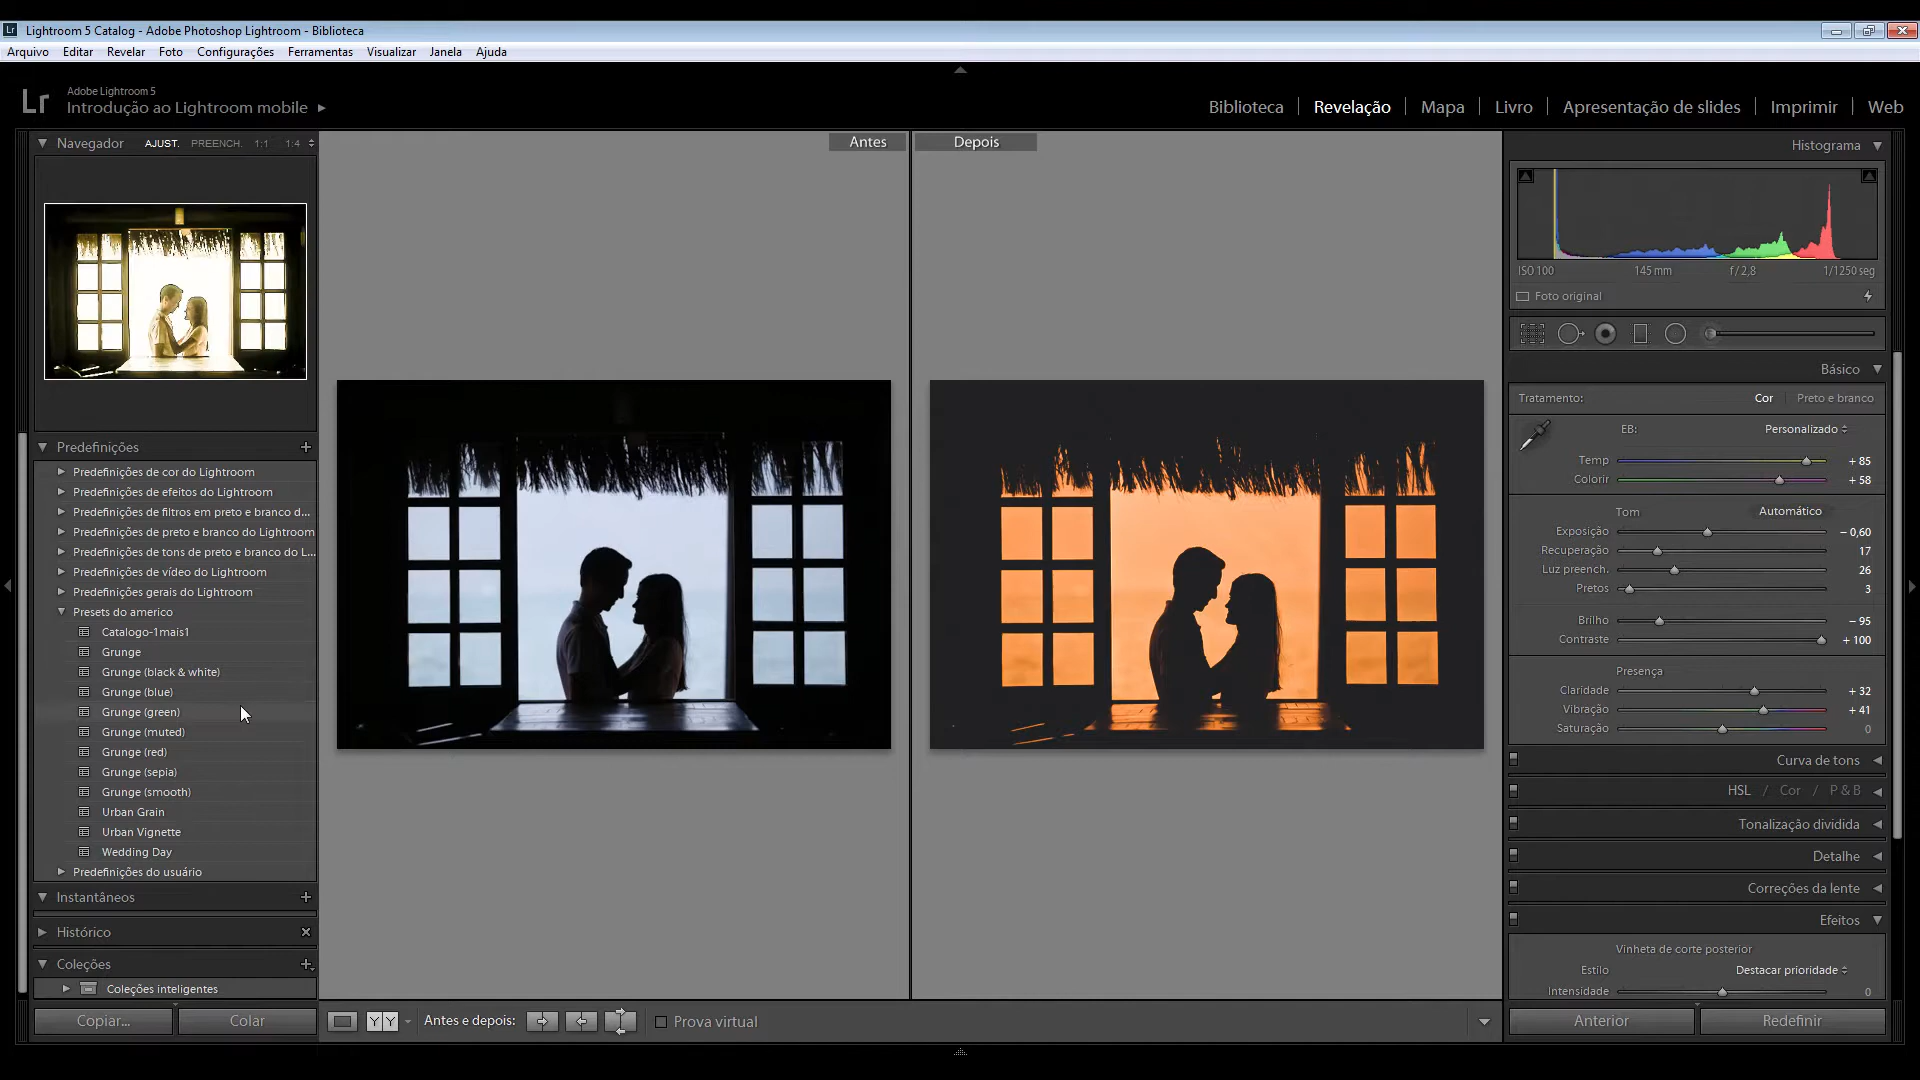 Lightroom 5 Catalog - Adobe Photoshop Lightroom - Biblioteca
Arquivo Editar Revelar Foto Configurações Ferramentas Visualizar Janela Ajuda
Lr
Adobe Lightroom 5
Introdução ao Lightroom mobile
Biblioteca Revelação Mapa Livro Apresentação de slides Imprimir Web
Navegador AJUST. PREENCH. 1:1 1:4
Predefinições
Predefinições de cor do Lightroom
Predefinições de efeitos do Lightroom
Predefinições de filtros em preto e branco d...
Predefinições de preto e branco do Lightroom
Predefinições de tons de preto e branco do L...
Predefinições de vídeo do Lightroom
Predefinições gerais do Lightroom
Presets do americo
Catalogo-1mais1
Grunge
Grunge (black & white)
Grunge (blue)
Grunge (green)
Grunge (muted)
Grunge (red)
Grunge (sepia)
Grunge (smooth)
Urban Grain
Urban Vignette
Wedding Day
Predefinições do usuário
Instantâneos
Histórico
Coleções
Coleções inteligentes
Copiar... Colar
Antes
Depois
Antes e depois:
Prova virtual
Histograma
ISO 100 145 mm f / 2,8 1/1250 seg
Foto original
Básico
Tratamento: Cor Preto e branco
EB: Personalizado
Temp + 85
Colorir + 58
Tom Automático
Exposição − 0,60
Recuperação 17
Luz preench. 26
Pretos 3
Brilho − 95
Contraste + 100
Presença
Claridade + 32
Vibração + 41
Saturação 0
Curva de tons
HSL / Cor / P & B
Tonalização dividida
Detalhe
Correções da lente
Efeitos
Vinheta de corte posterior
Estilo Destacar prioridade
Intensidade 0
Anterior Redefinir